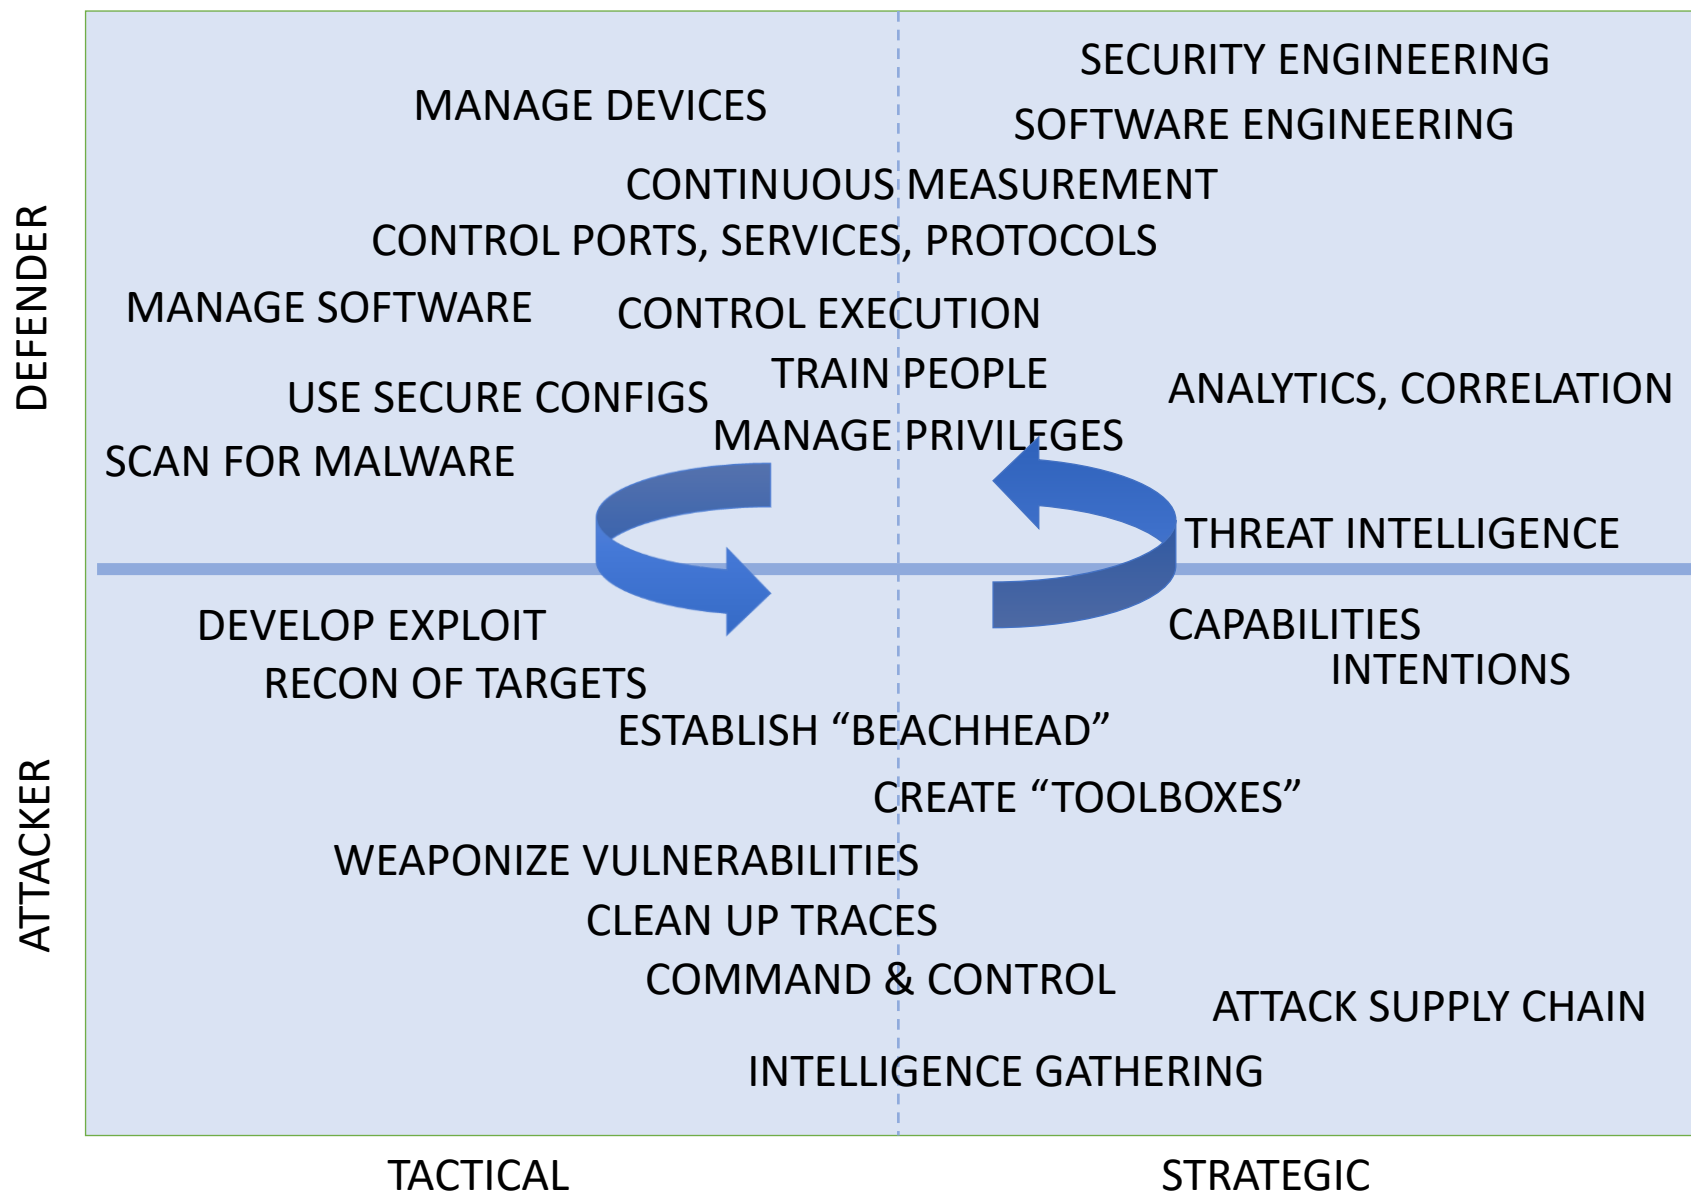 SECURITY ENGINEERING
MANAGE DEVICES
SOFTWARE ENGINEERING
CONTINUOUS MEASUREMENT
CONTROL PORTS, SERVICES, PROTOCOLS
MANAGE SOFTWARE
CONTROL EXECUTION
DEFENDER
TRAIN PEOPLE
ANALYTICS, CORRELATION
USE SECURE CONFIGS
MANAGE PRIVILEGES
SCAN FOR MALWARE
THREAT INTELLIGENCE
DEVELOP EXPLOIT
CAPABILITIES
INTENTIONS
RECON OF TARGETS
ESTABLISH “BEACHHEAD”
CREATE “TOOLBOXES”
ATTACKER
WEAPONIZE VULNERABILITIES
CLEAN UP TRACES
COMMAND & CONTROL
ATTACK SUPPLY CHAIN
INTELLIGENCE GATHERING
TACTICAL
STRATEGIC